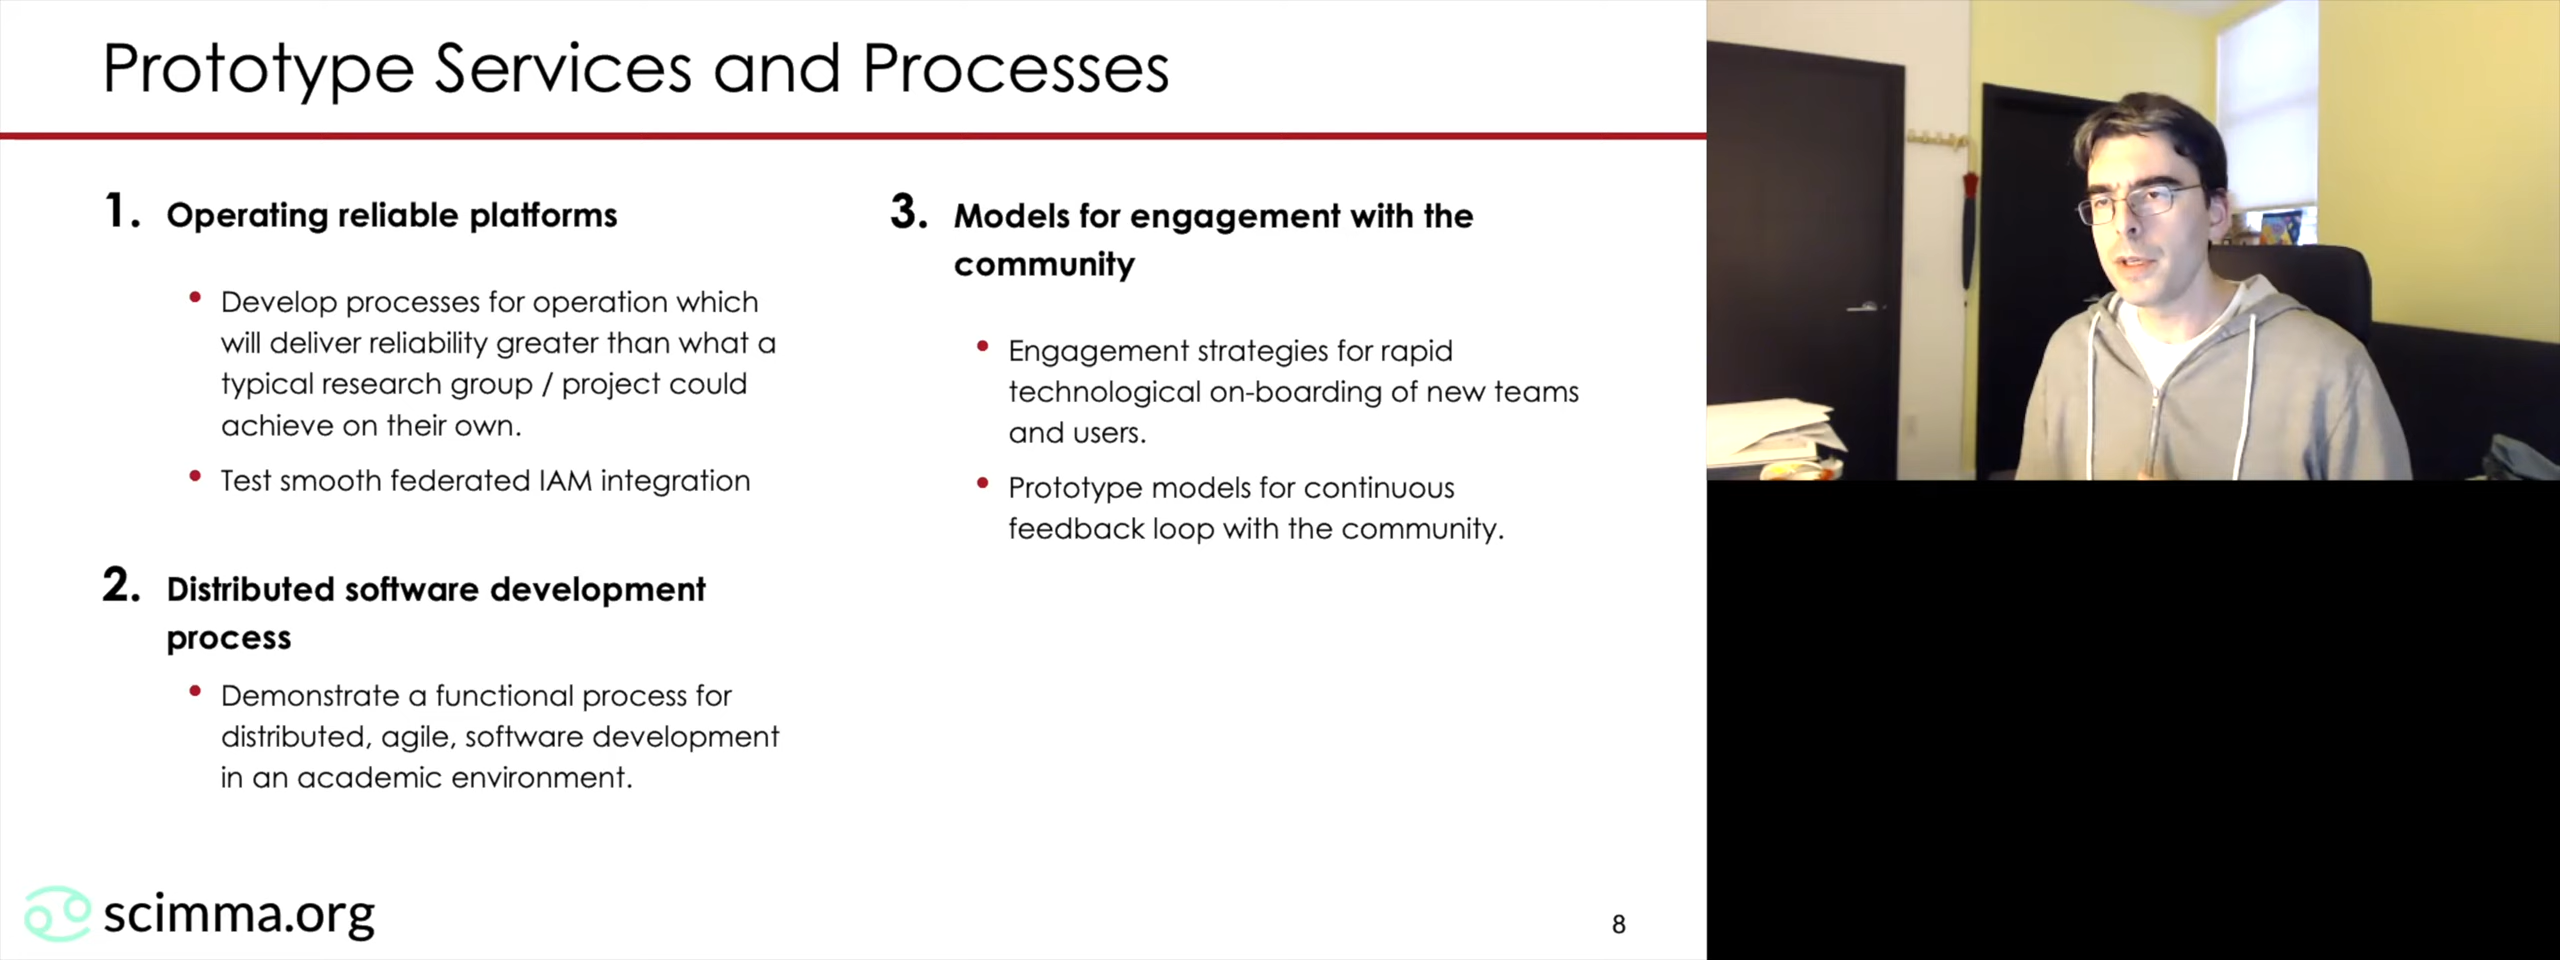 Prototype Services and Processes
1. Operating reliable platforms
• Develop processes for operation which
will deliver reliability greater than what a
typical research group / project could
achieve on their own.
• Test smooth federated IAM integration
2. Distributed software development
process
• Demonstrate a functional process for
distributed, agile, software development
in an academic environment.
3. Models for engagement with the
community
• Engagement strategies for rapid
technological on-boarding of new teams
and users.
• Prototype models for continuous
feedback loop with the community.
scimma.org
8